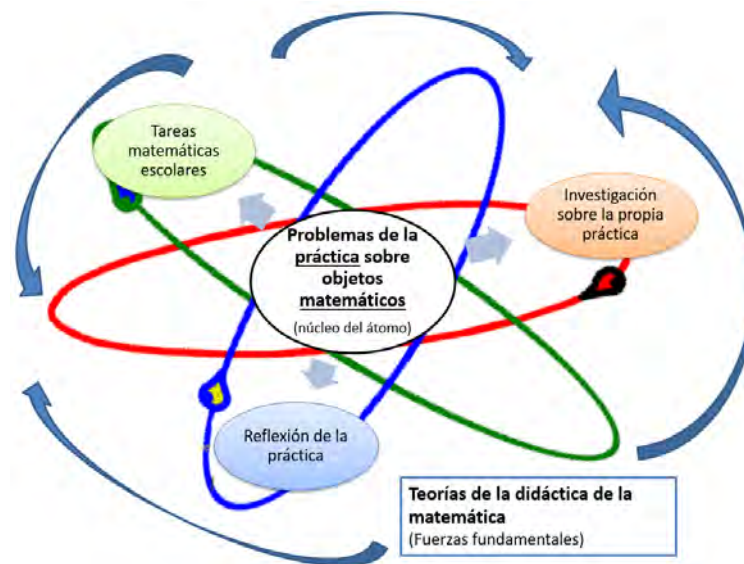 Tareas
matemáticas
escolares
Investigación
sobre la propia
práctica
Problemas de la
práctica sobre
objetos
matemáticos
(núcleo del átomo)
Reflexión de la
práctica
Teorías de la didáctica de la
matemática
(Fuerzas fundamentales)